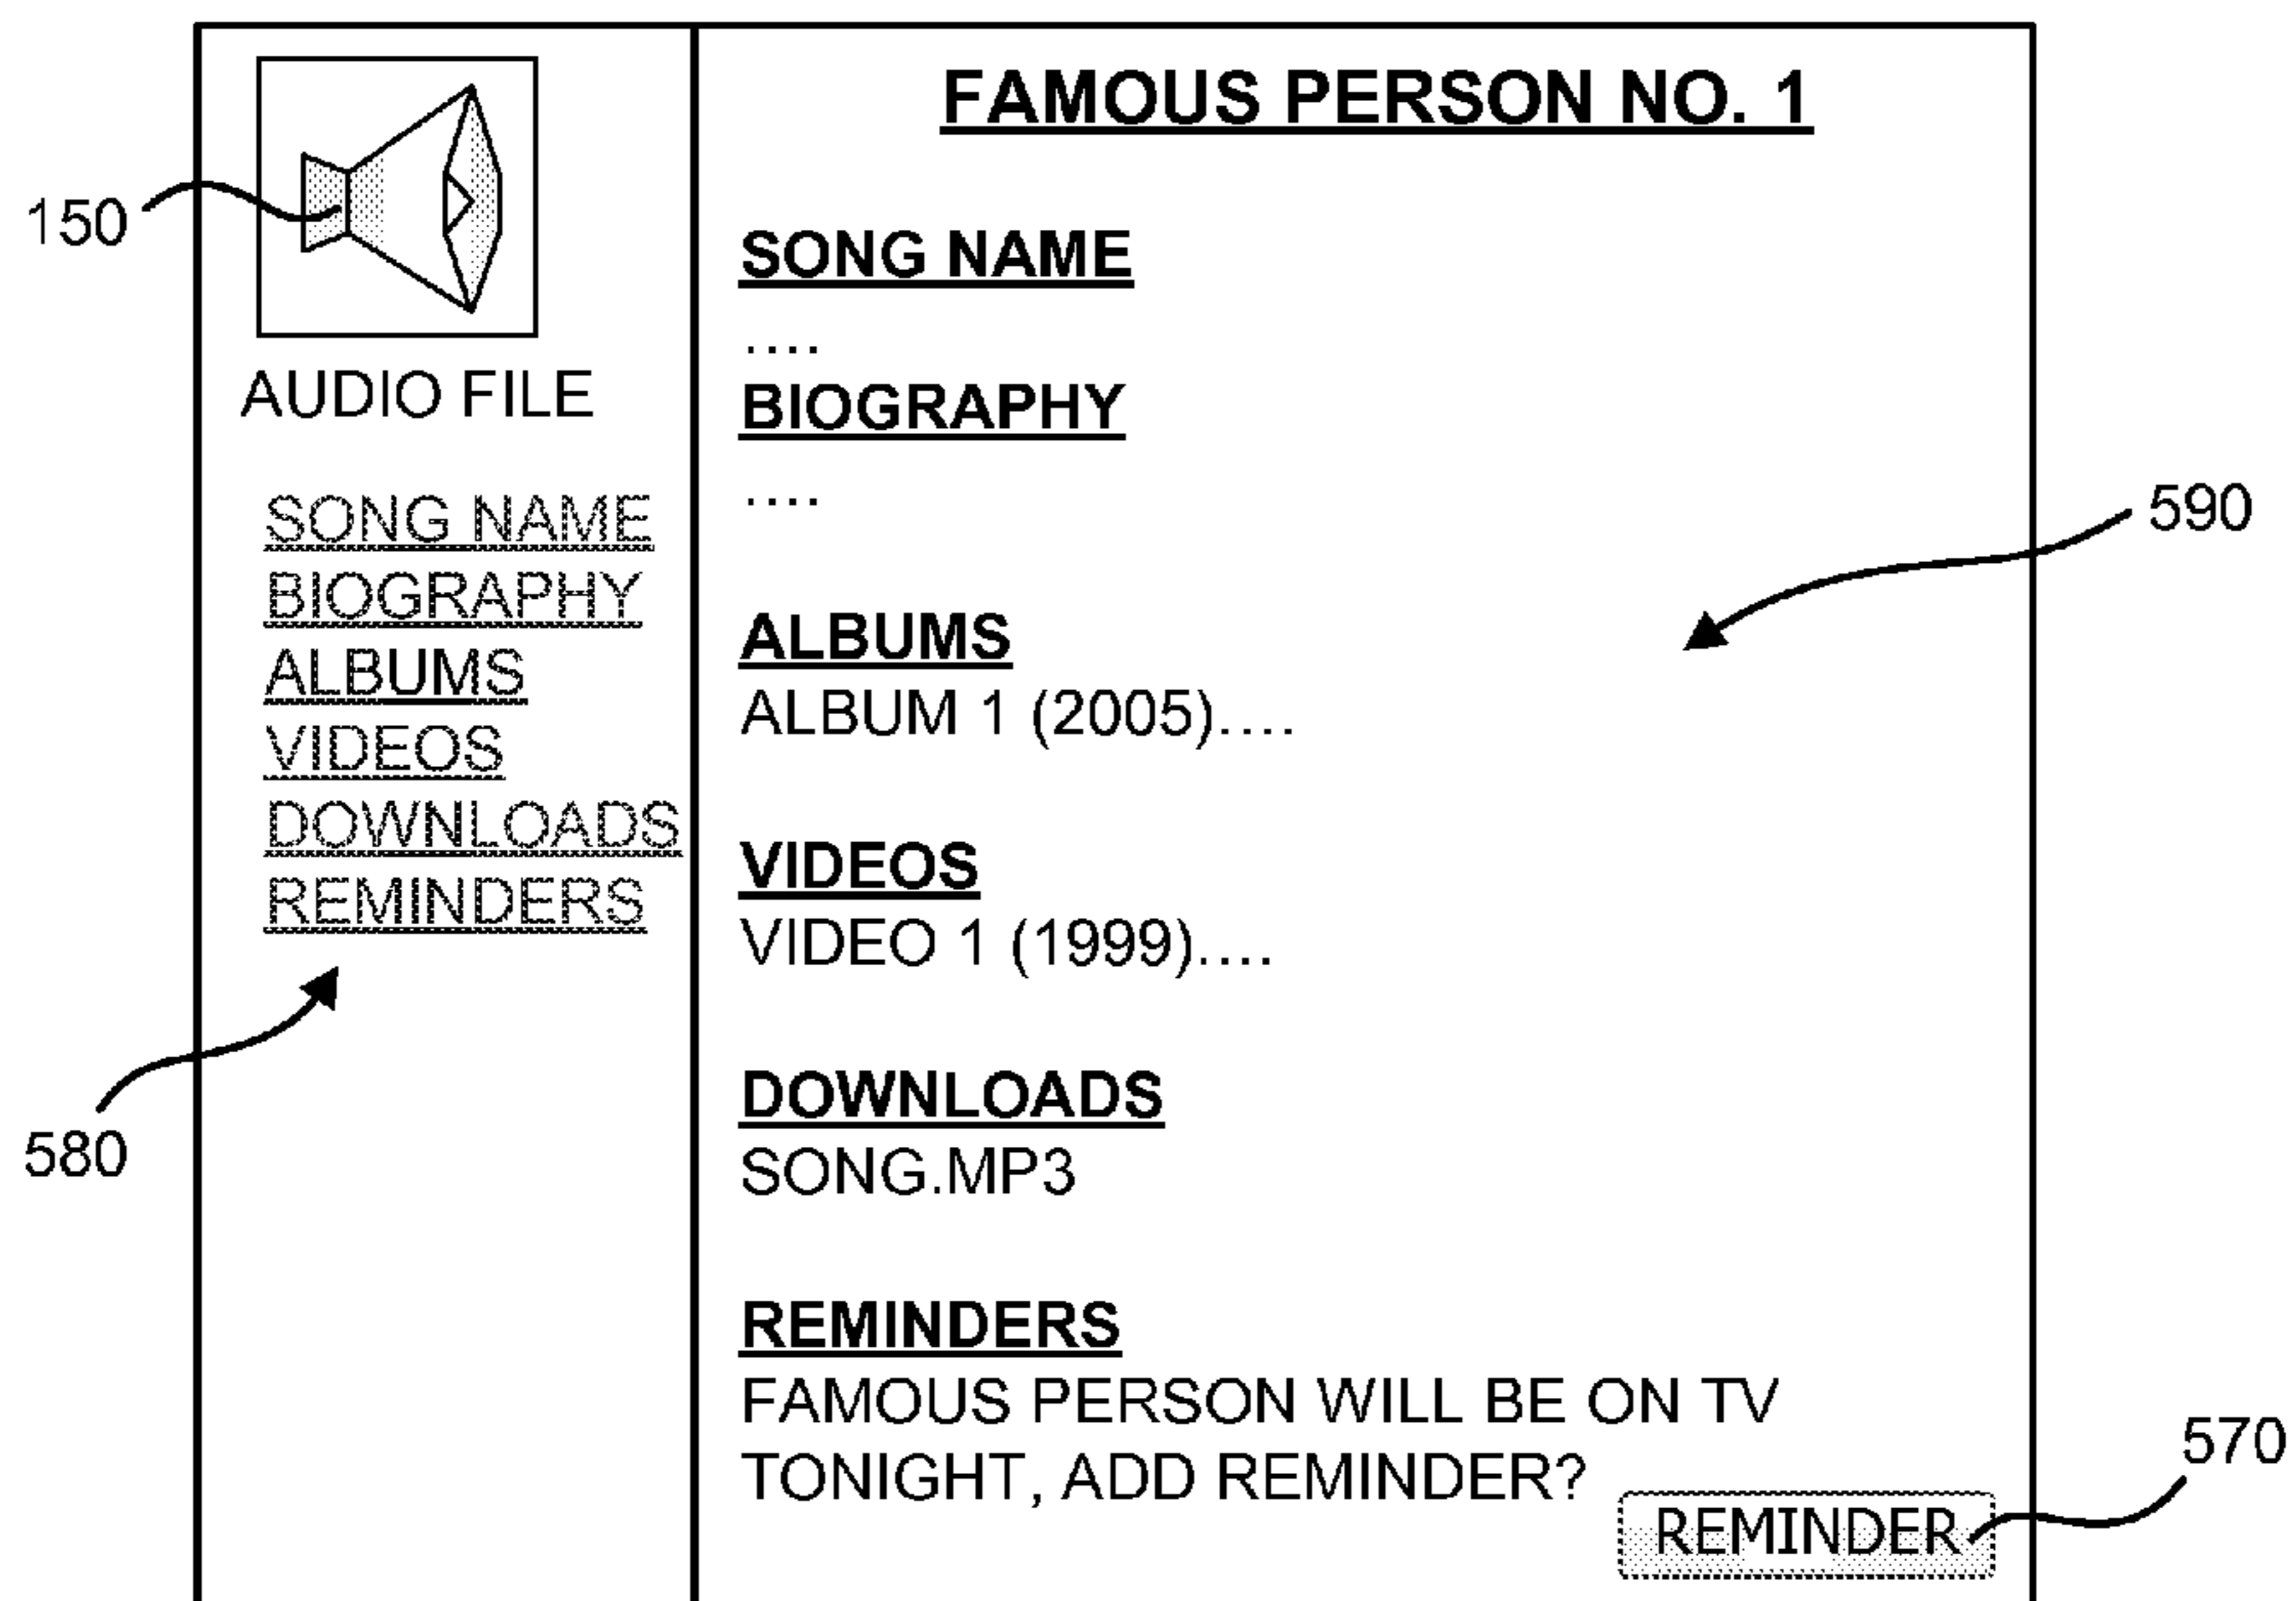 150
AUDIO FILE
SONG NAME
BIOGRAPHY
ALBUMS
VIDEOS
DOWNLOADS
REMINDERS
580
FAMOUS PERSON NO. 1
SONG NAME
....
BIOGRAPHY
....
ALBUMS
ALBUM 1 (2005)....
VIDEOS
VIDEO 1 (1999)....
DOWNLOADS
SONG.MP3
REMINDERS
FAMOUS PERSON WILL BE ON TV
TONIGHT, ADD REMINDER?
REMINDER
590
570